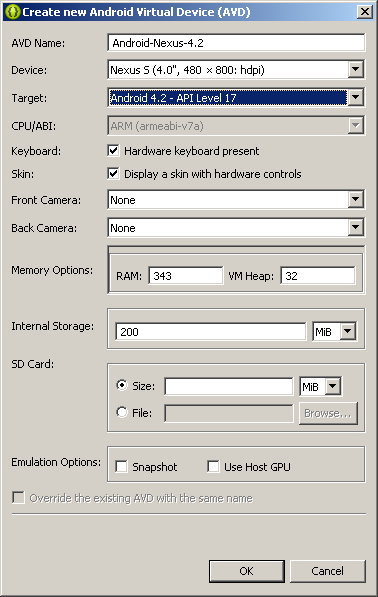 Create new Android Virtual Device (AVD)
AVD Name: Android-Nexus-4.2
Device: Nexus S (4.0", 480 × 800: hdpi)
Target: Android 4.2 - API Level 17
CPU/ABI: ARM (armeabi-v7a)
Keyboard: Hardware keyboard present
Skin: Display a skin with hardware controls
Front Camera: None
Back Camera: None
Memory Options: RAM: 343 VM Heap: 32
Internal Storage: 200 MiB
SD Card:
Size: MiB
File: Browse...
Emulation Options: Snapshot Use Host GPU
Override the existing AVD with the same name
OK Cancel